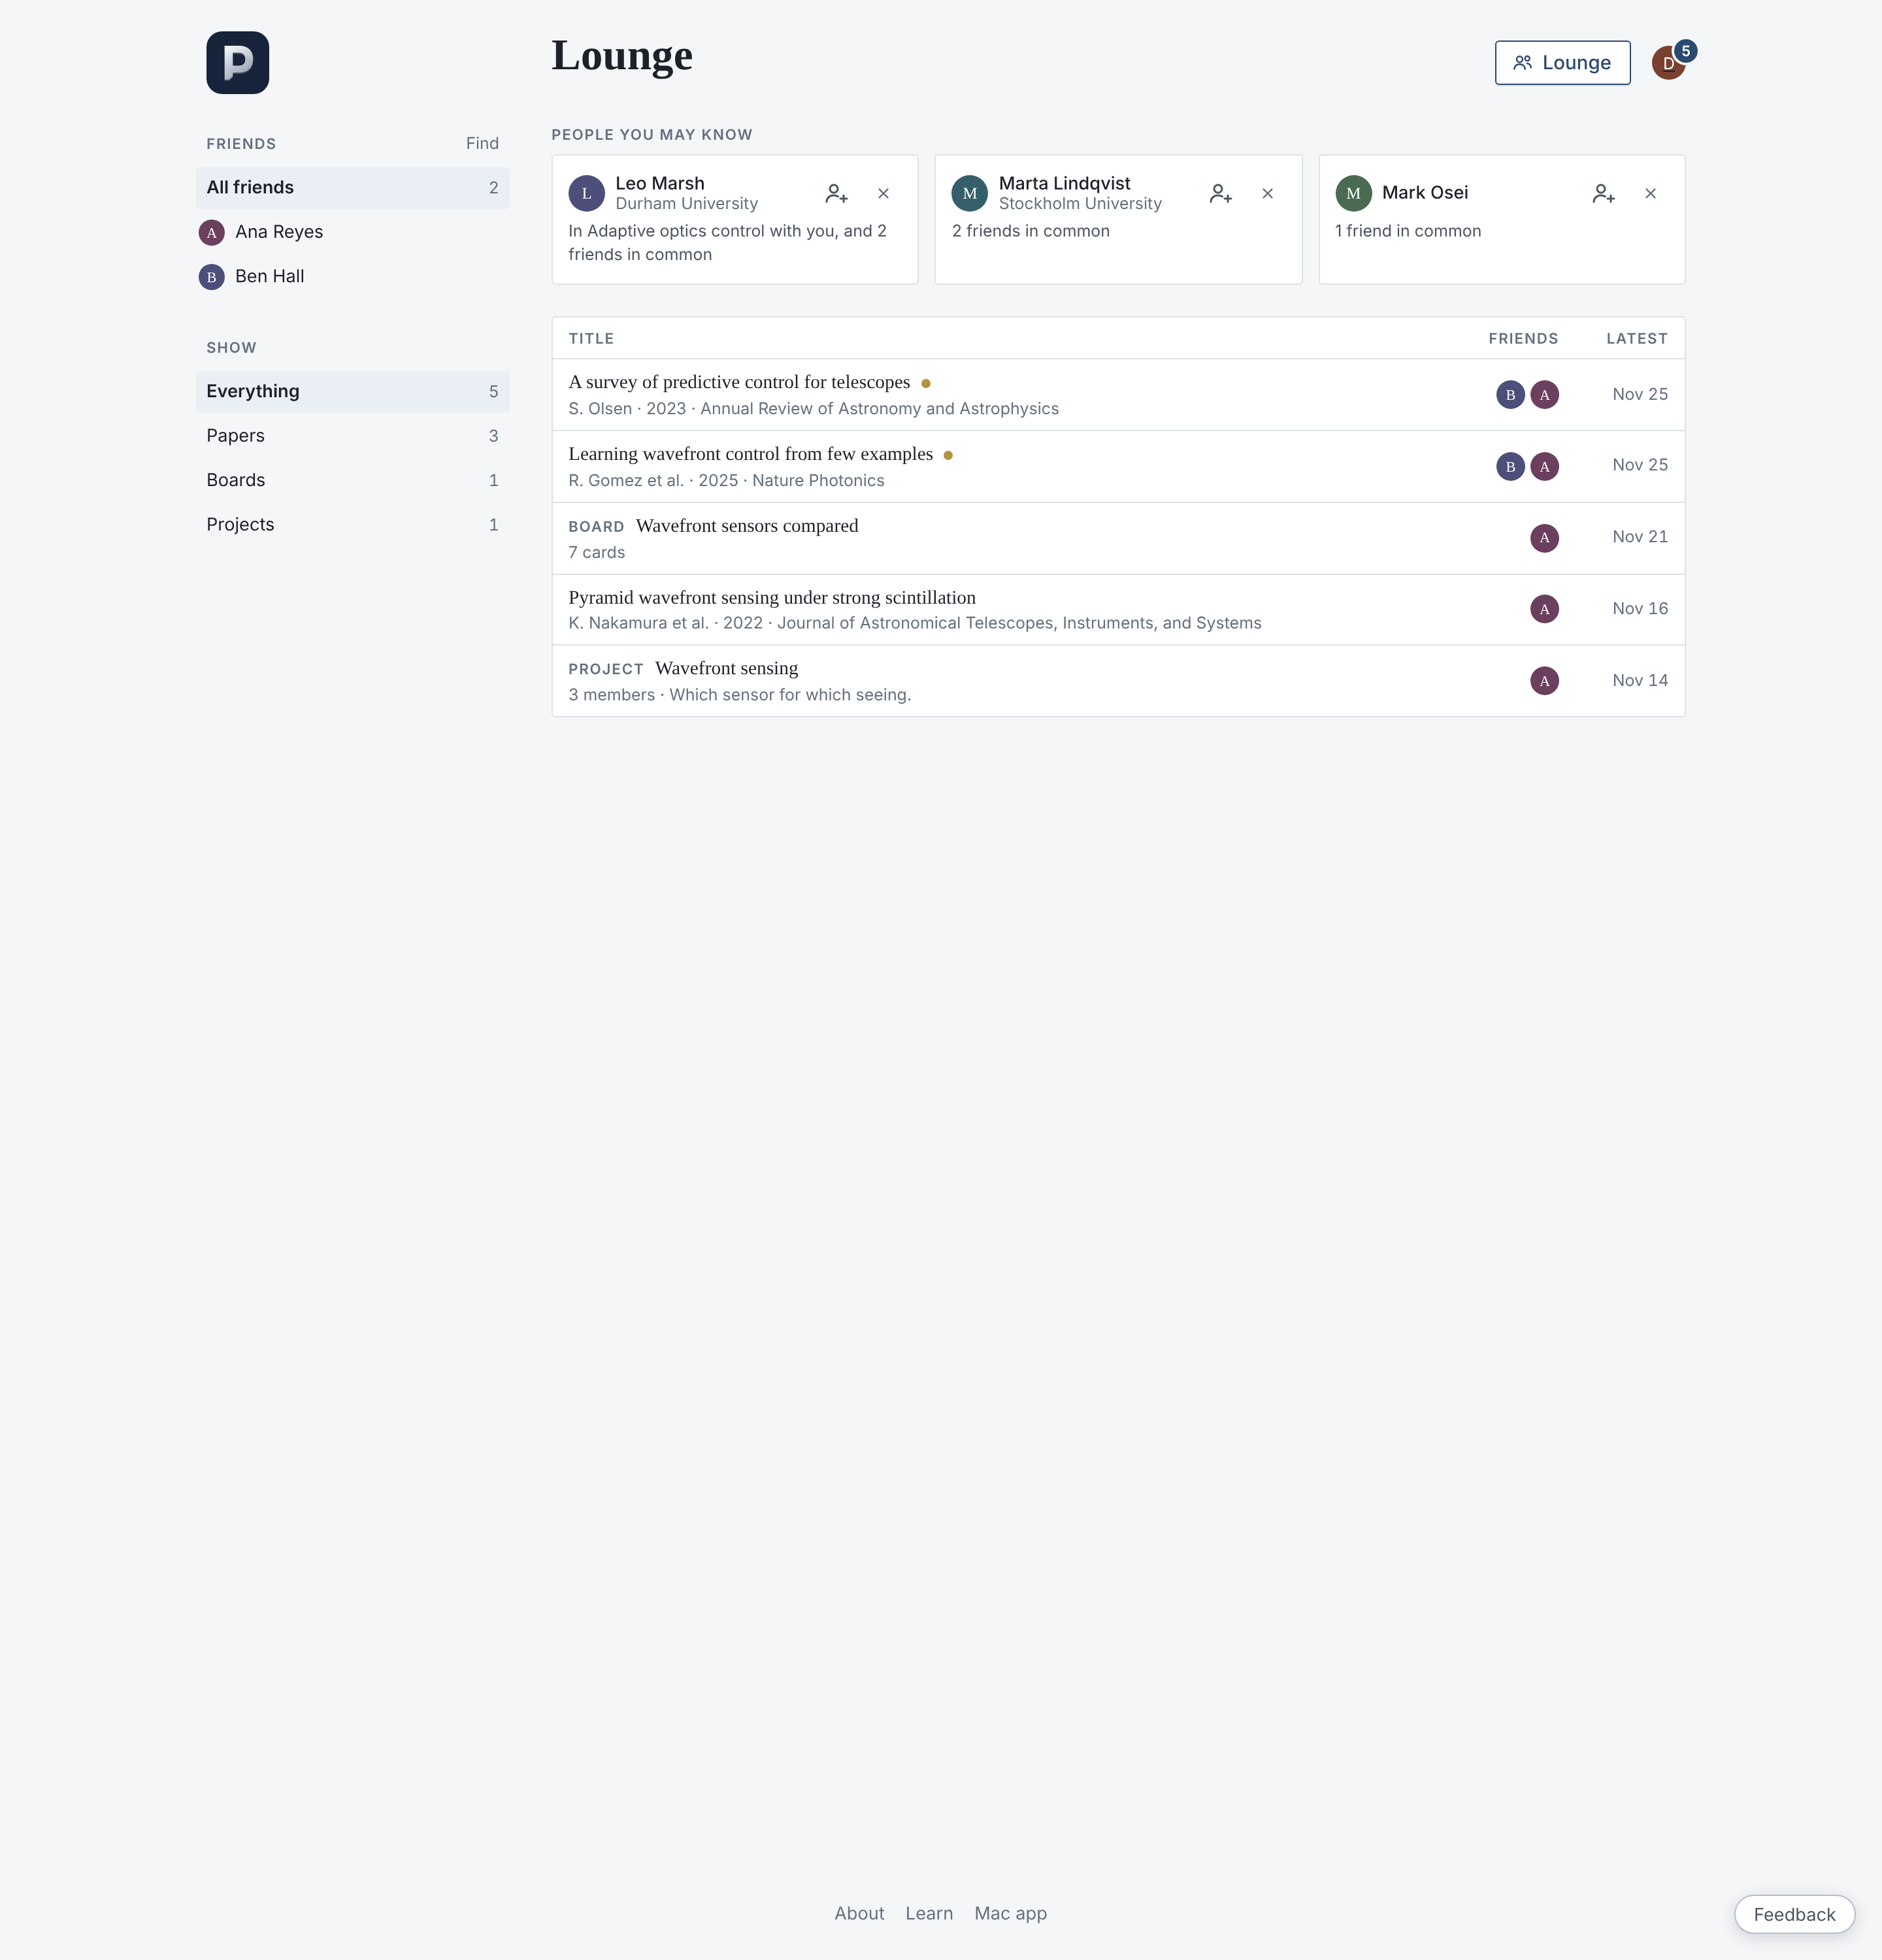 P
Lounge
Lounge
D
5
FRIENDS Find
All friends 2
A Ana Reyes
B Ben Hall
SHOW
Everything 5
Papers 3
Boards 1
Projects 1
PEOPLE YOU MAY KNOW
L Leo Marsh
Durham University
In Adaptive optics control with you, and 2
friends in common
M Marta Lindqvist
Stockholm University
2 friends in common
M Mark Osei
1 friend in common
TITLE FRIENDS LATEST
A survey of predictive control for telescopes
S. Olsen · 2023 · Annual Review of Astronomy and Astrophysics
B A Nov 25
Learning wavefront control from few examples
R. Gomez et al. · 2025 · Nature Photonics
B A Nov 25
BOARD Wavefront sensors compared
7 cards
A Nov 21
Pyramid wavefront sensing under strong scintillation
K. Nakamura et al. · 2022 · Journal of Astronomical Telescopes, Instruments, and Systems
A Nov 16
PROJECT Wavefront sensing
3 members · Which sensor for which seeing.
A Nov 14
About Learn Mac app
Feedback